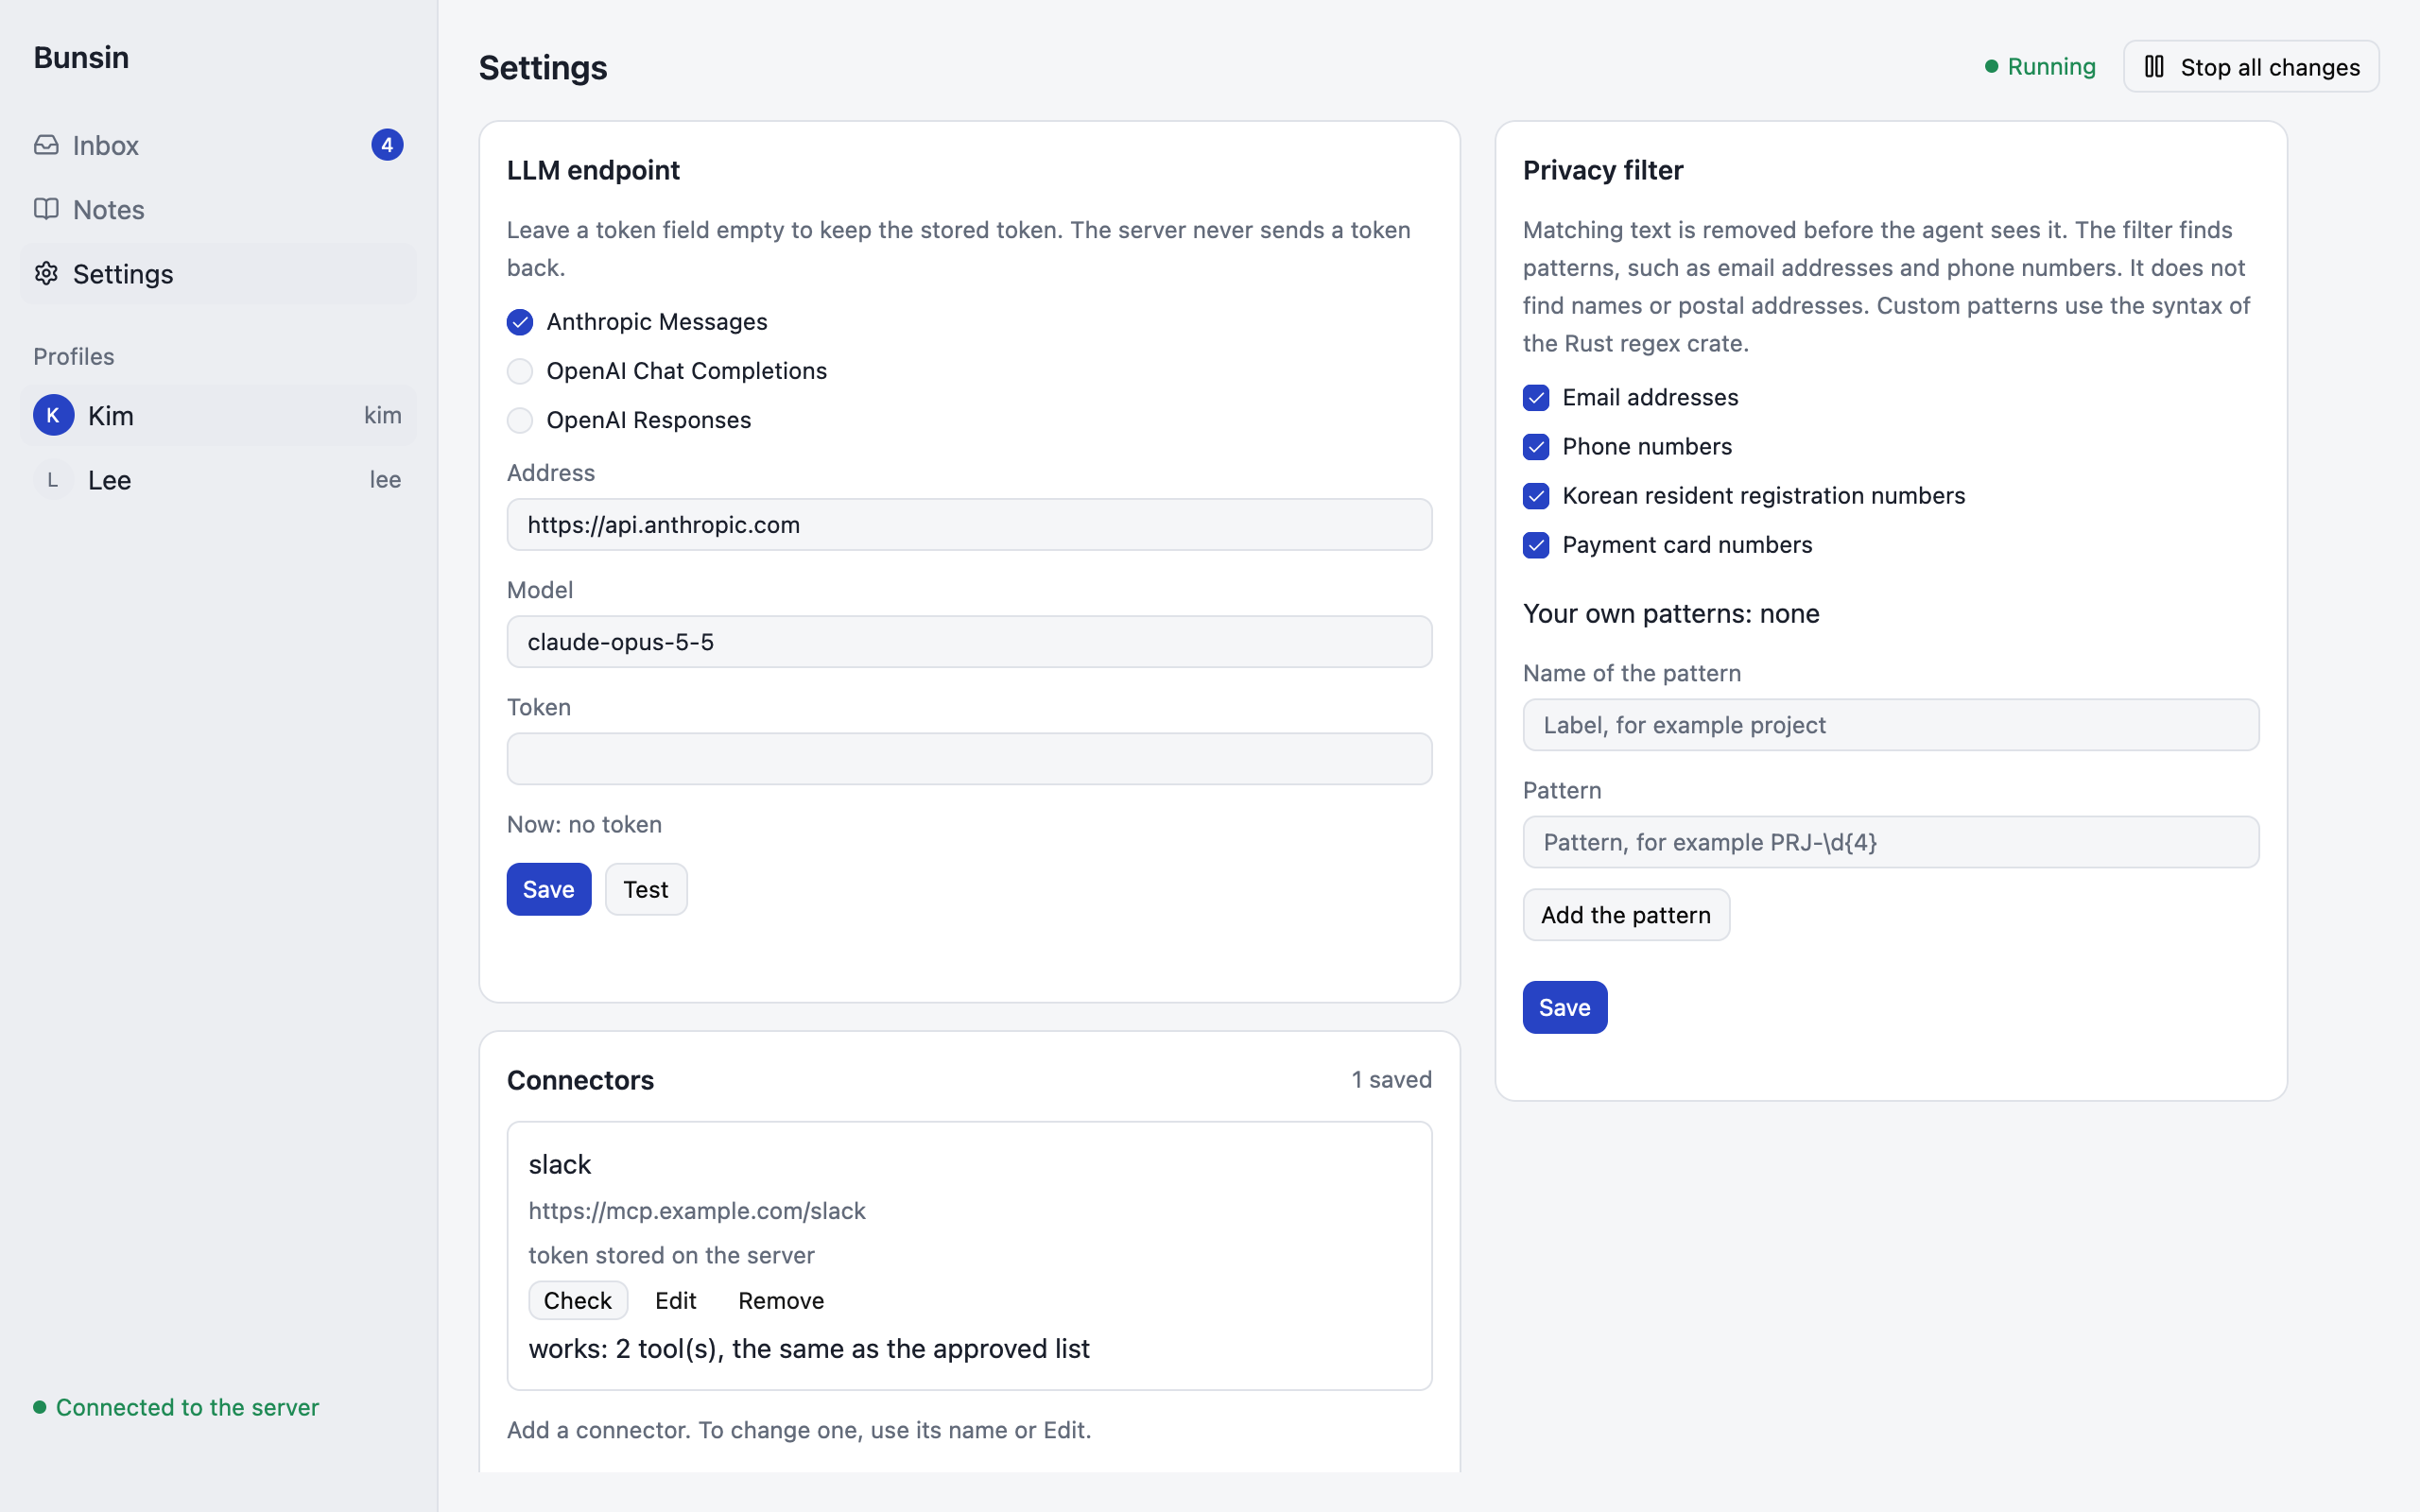 Bunsin
Inbox
4
Notes
Settings
Profiles
K
Kim
kim
L
Lee
lee
Connected to the server
Settings
Running
Stop all changes
LLM endpoint
Leave a token field empty to keep the stored token. The server never sends a token
back.
Anthropic Messages
OpenAI Chat Completions
OpenAI Responses
Address
https://api.anthropic.com
Model
claude-opus-5-5
Token
Now: no token
Save
Test
Connectors
1 saved
slack
https://mcp.example.com/slack
token stored on the server
Check
Edit
Remove
works: 2 tool(s), the same as the approved list
Add a connector. To change one, use its name or Edit.
Privacy filter
Matching text is removed before the agent sees it. The filter finds
patterns, such as email addresses and phone numbers. It does not
find names or postal addresses. Custom patterns use the syntax of
the Rust regex crate.
Email addresses
Phone numbers
Korean resident registration numbers
Payment card numbers
Your own patterns: none
Name of the pattern
Label, for example project
Pattern
Pattern, for example PRJ-\d{4}
Add the pattern
Save